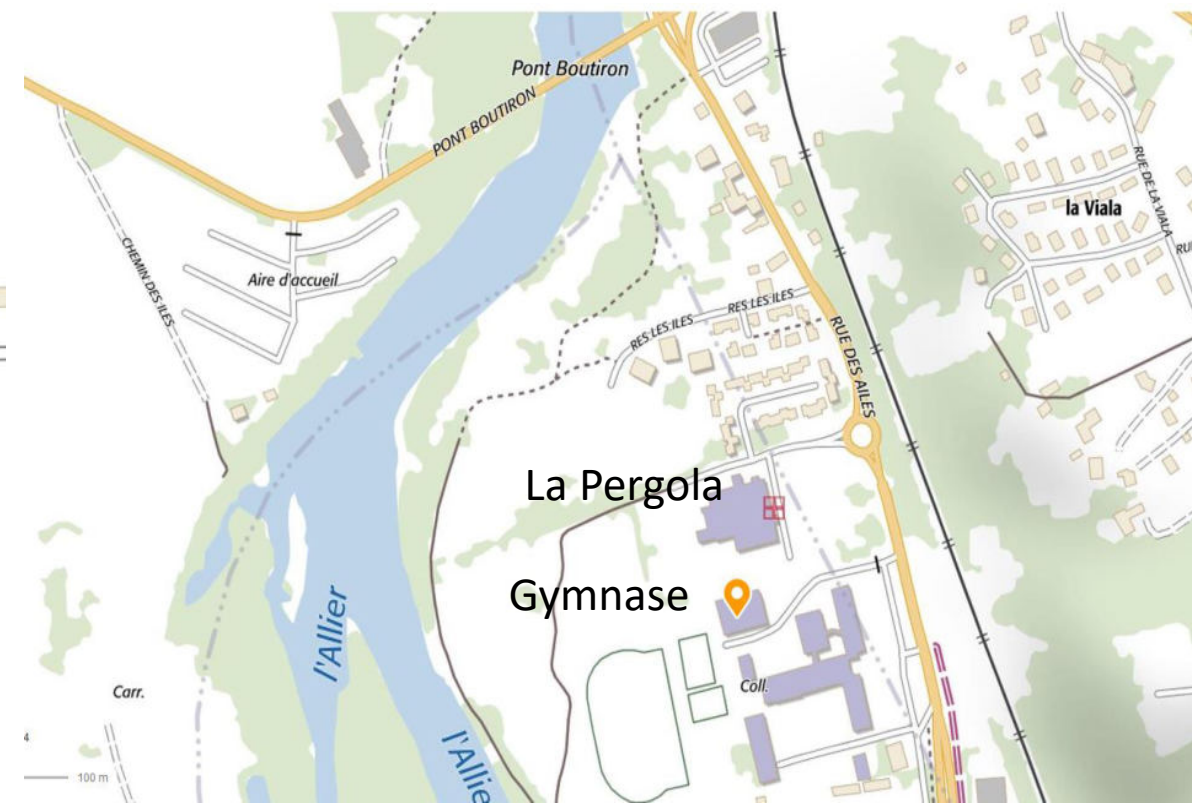 Pont Boutiron
PONT BOUTIRON
RUE DE LA VIALA
la Viala
CHEMIN DES ILES
Aire d'accueil
RES LES ILES
RES LES ILES
RUE DES AILES
La Pergola
Gymnase
l'Allier
Carr.
Coll.
l'Allie
4
100 m